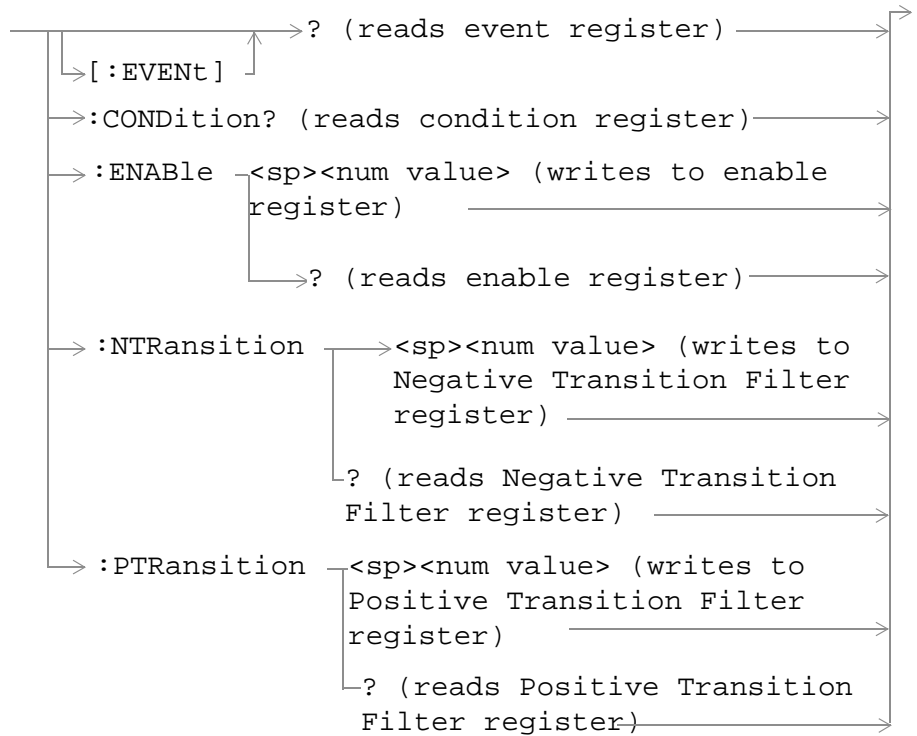 ? (reads event register)
[:EVENt]
:CONDition? (reads condition register)
:ENABle <sp><num value> (writes to enable
register)
? (reads enable register)
:NTRansition <sp><num value> (writes to
Negative Transition Filter
register)
? (reads Negative Transition
Filter register)
:PTRansition <sp><num value> (writes to
Positive Transition Filter
register)
? (reads Positive Transition
Filter register)